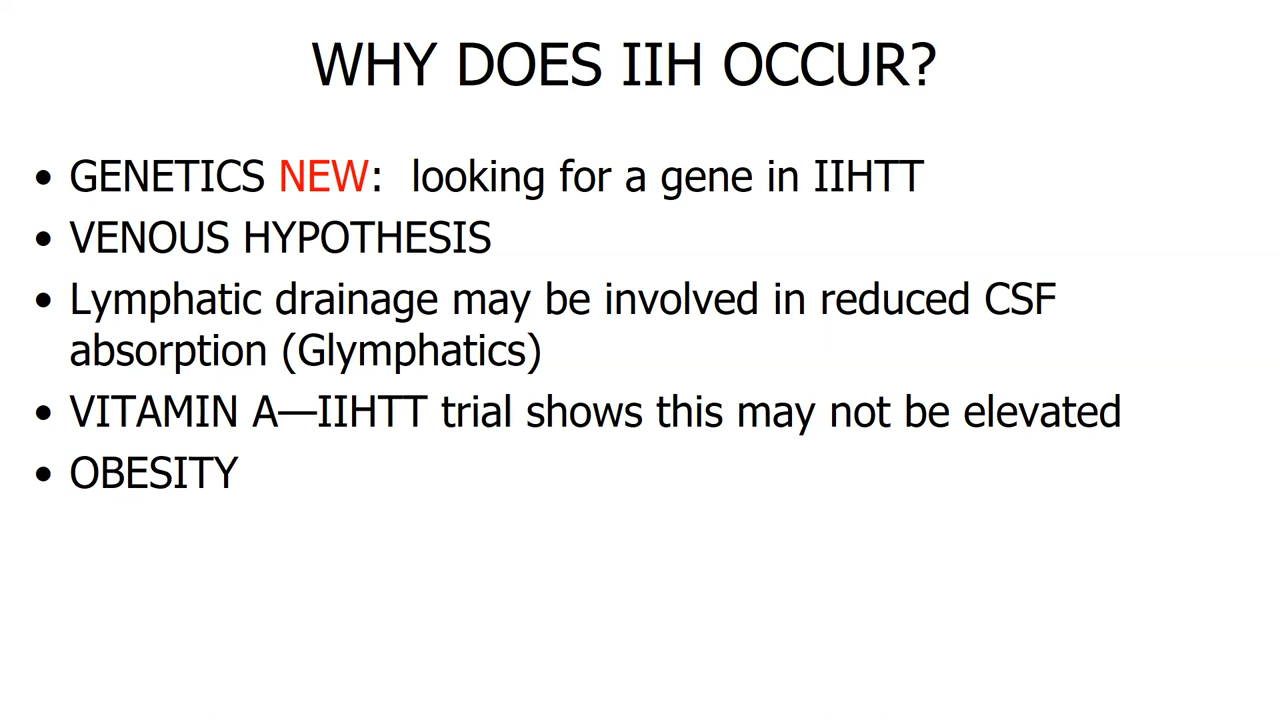 WHY DOES IIH OCCUR?
• GENETICS NEW:  looking for a gene in IIHTT
• VENOUS HYPOTHESIS
• Lymphatic drainage may be involved in reduced CSF
absorption (Glymphatics)
• VITAMIN A—IIHTT trial shows this may not be elevated
• OBESITY